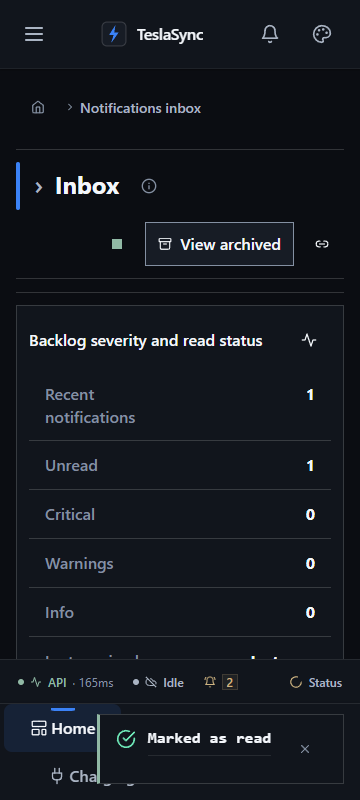 TeslaSync
Notifications inbox
Inbox
View archived
Backlog severity and read status
Recent notifications 1
Unread 1
Critical 0
Warnings 0
Info 0
API · 165ms
Idle
2
Status
Home
Marked as read